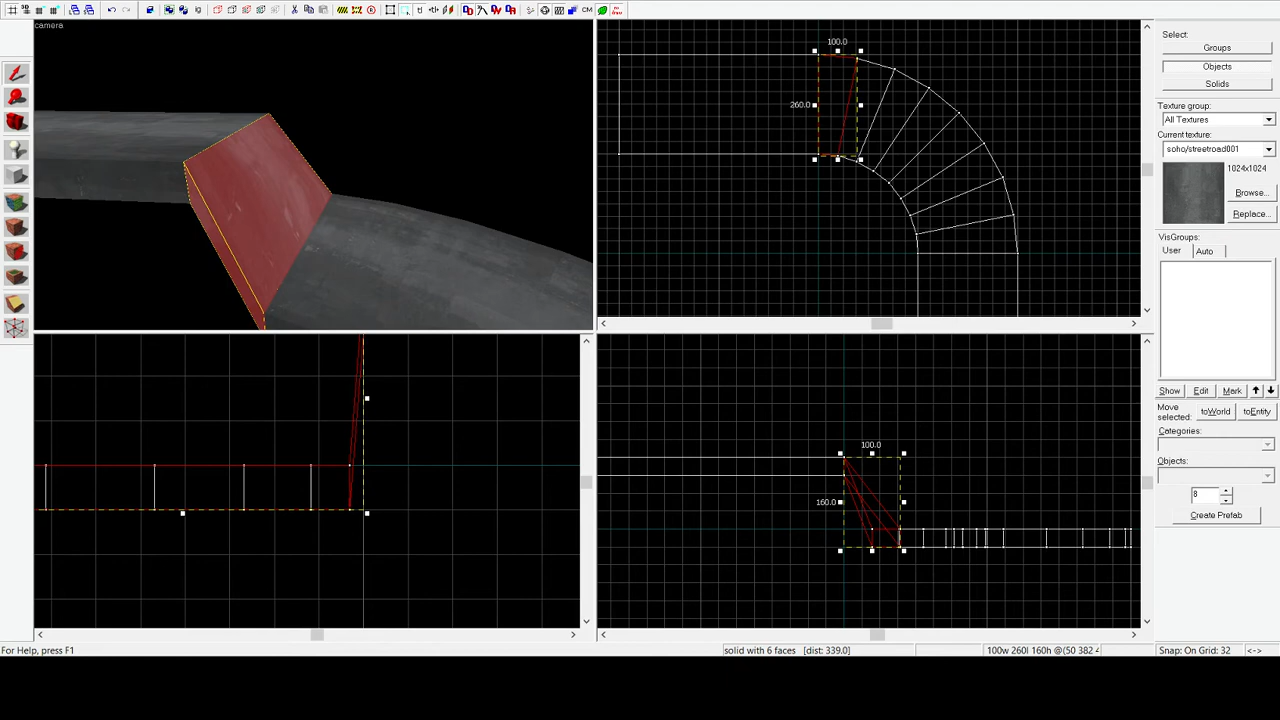 camera
CM
100.0
260.0
100.0
160.0
Select:
Groups
Objects
Solids
Texture group:
All Textures
Current texture:
soho/streetroad001
1024x1024
Browse...
Replace...
VisGroups:
User
Auto
Show
Edit
Mark
Move
selected:
toWorld
toEntity
Categories:
Objects:
8
Create Prefab
For Help, press F1
solid with 6 faces
[dist: 339.0]
100w 260l 160h @(50 382 4
Snap: On Grid: 32
<->